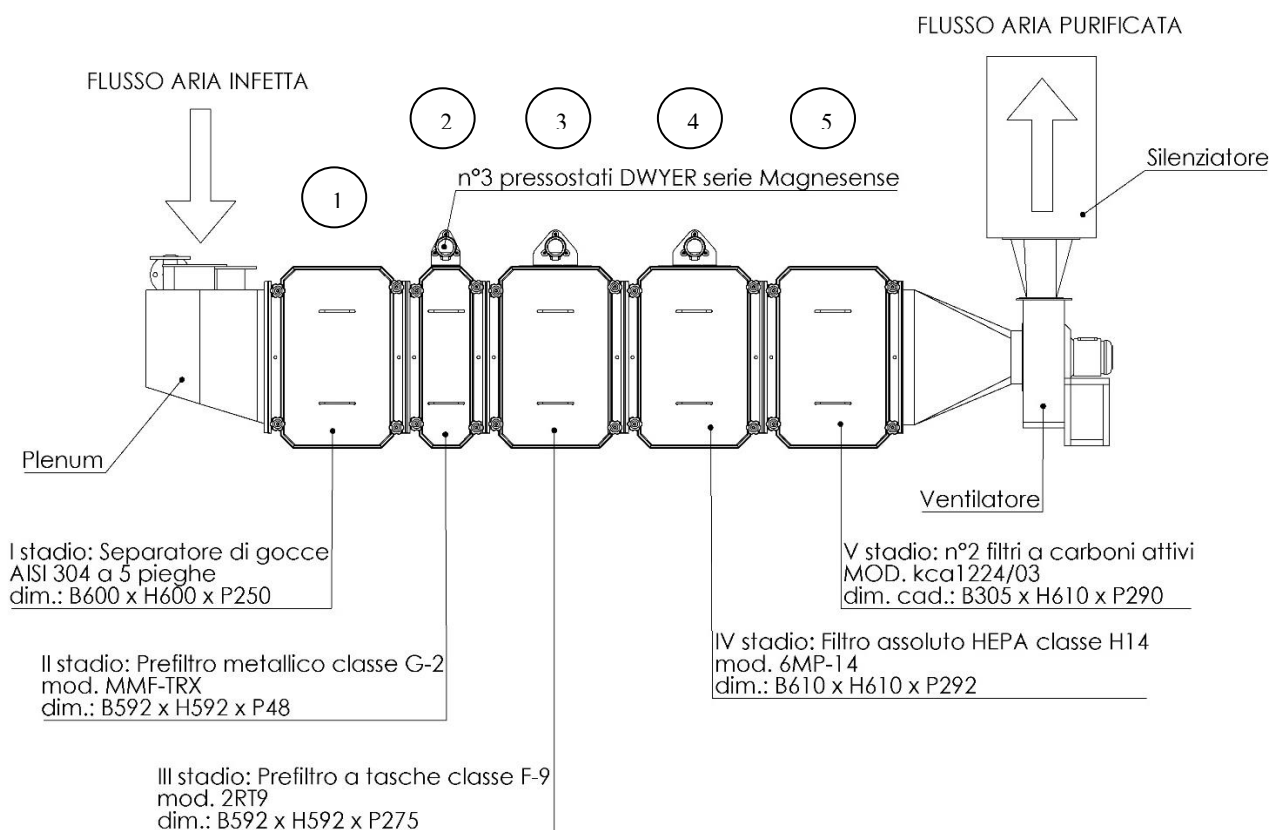 FLUSSO ARIA PURIFICATA
FLUSSO ARIA INFETTA
2
3
4
5
Silenziatore
n°3 pressostati DWYER serie Magnesense
1
Plenum
Ventilatore
I stadio: Separatore di gocce
AISI 304 a 5 pieghe
dim.: B600 x H600 x P250
V stadio: n°2 filtri a carboni attivi
MOD. kca1224/03
dim. cad.: B305 x H610 x P290
IV stadio: Filtro assoluto HEPA classe H14
mod. 6MP-14
dim.: B610 x H610 x P292
II stadio: Prefiltro metallico classe G-2
mod. MMF-TRX
dim.: B592 x H592 x P48
III stadio: Prefiltro a tasche classe F-9
mod. 2RT9
dim.: B592 x H592 x P275